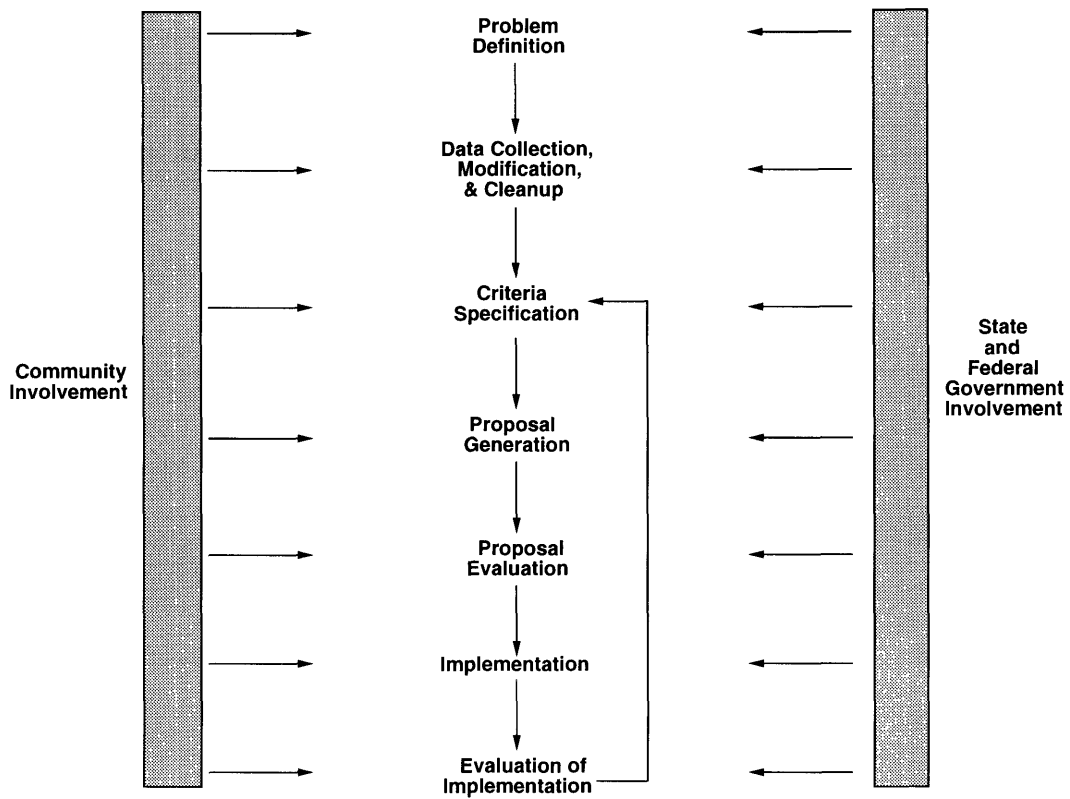 Problem
Definition
Data Collection,
Modification,
& Cleanup
Criteria
Specification
Community
Involvement
State
and
Federal
Government
Involvement
Proposal
Generation
Proposal
Evaluation
Implementation
Evaluation of
Implementation